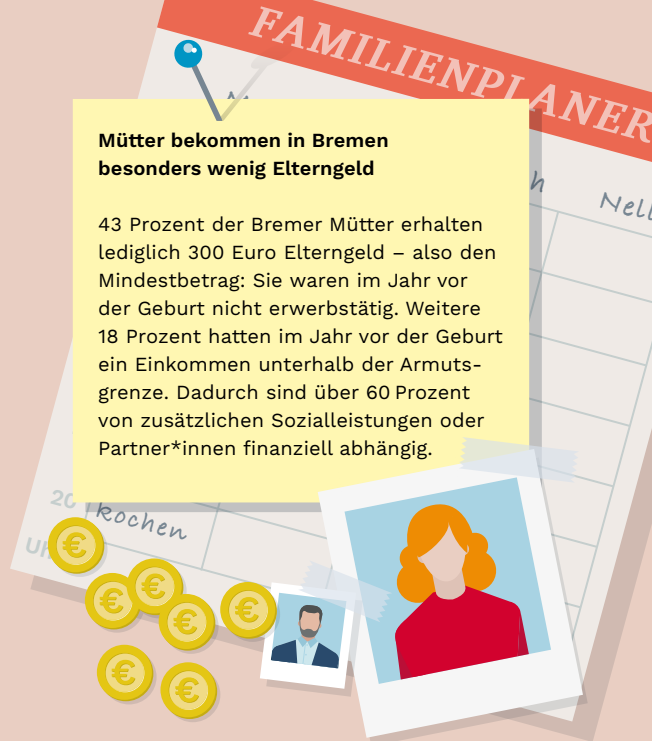 FAMILIENPLANER
Mütter bekommen in Bremen
besonders wenig Elterngeld
43 Prozent der Bremer Mütter erhalten
lediglich 300 Euro Elterngeld – also den
Mindestbetrag: Sie waren im Jahr vor
der Geburt nicht erwerbstätig. Weitere
18 Prozent hatten im Jahr vor der Geburt
ein Einkommen unterhalb der Armuts-
grenze. Dadurch sind über 60 Prozent
von zusätzlichen Sozialleistungen oder
Partner*innen finanziell abhängig.
20
kochen
€
€
€
€
€
€
€